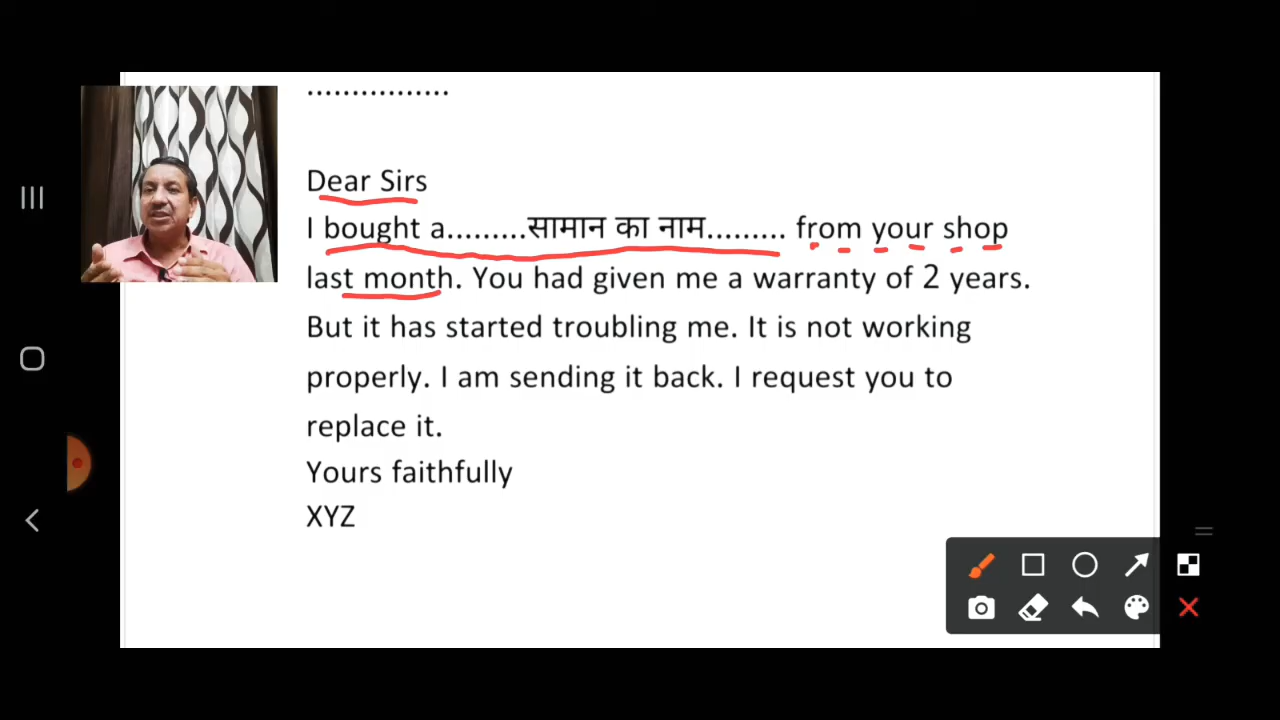 ................
Dear Sirs
I bought a.........सामान का नाम......... from your shop
last month. You had given me a warranty of 2 years.
But it has started troubling me. It is not working
properly. I am sending it back. I request you to
replace it.
Yours faithfully
XYZ